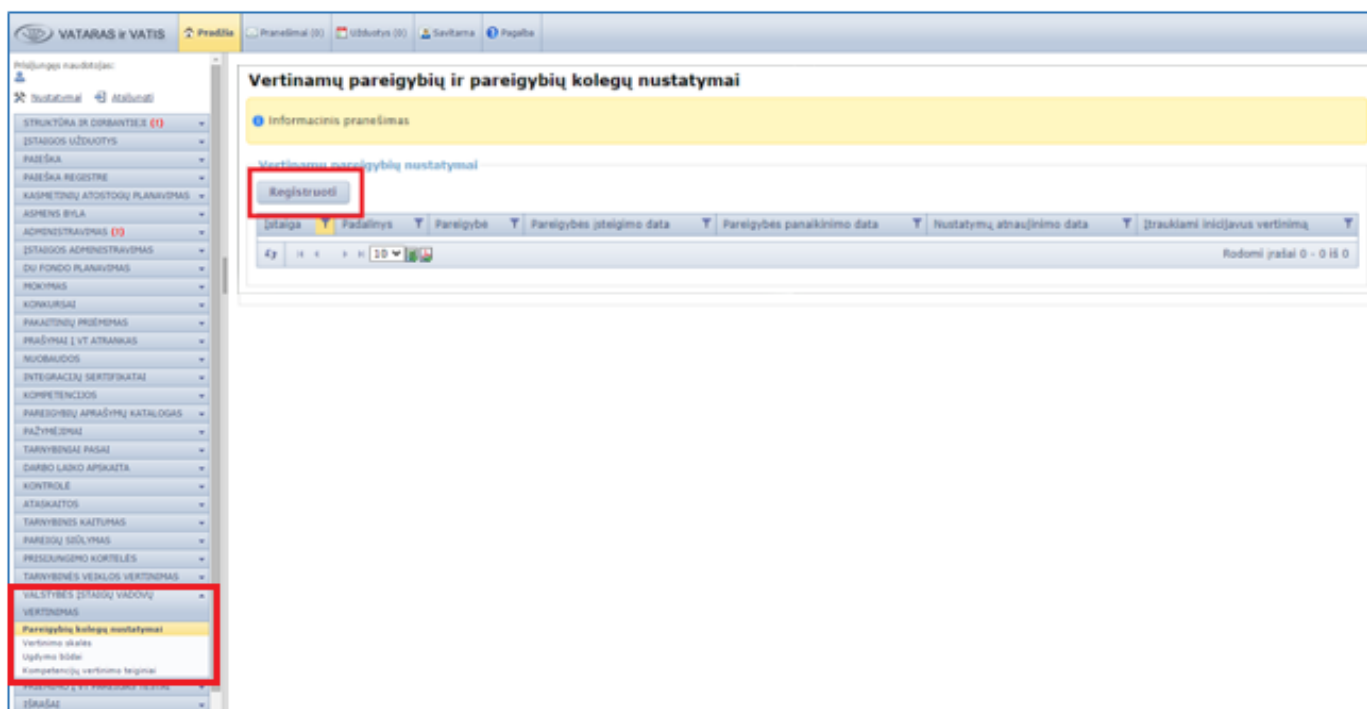 VATARAS ir VATIS
Pradžia
Pranešimai (0)
Užduotys (0)
Savitarna
Pagalba
Prisijungęs naudotojas:
Nustatymai
Atsijungti
STRUKTŪRA IR DIRBANTIEJI (1)
ĮSTAIGOS UŽDUOTYS
PAIEŠKA
PAIEŠKA REGISTRE
KASMETINIŲ ATOSTOGŲ PLANAVIMAS
ASMENS BYLA
ADMINISTRAVIMAS
ĮSTAIGOS ADMINISTRAVIMAS
DU FONDO PLANAVIMAS
MOKYMAS
KONKURSAI
PAKAITINIŲ PRIĖMIMAS
PRAŠYMAI Į VT ATRANKAS
NUOBAUDOS
INTEGRACIJŲ SERTIFIKATAI
KOMPETENCIJOS
PAREIGYBIŲ APRAŠYMŲ KATALOGAS
PAŽYMĖJIMAI
TARNYBINIAI PASAI
DARBO LAIKO APSKAITA
KONTROLĖ
ATASKAITOS
TARNYBINIS KAITUMAS
PAREIGŲ SIŪLYMAS
PRISIJUNGIMO KORTELĖS
TARNYBINĖS VEIKLOS VERTINIMAS
VALSTYBĖS ĮSTAIGŲ VADOVŲ
VERTINIMAS
Pareigybių kolegų nustatymai
Vertinimo skalės
Ugdymo būdai
Kompetencijų vertinimo teiginiai
PRIĖMIMO Į VT PAREIGAS TESTAI
IŠRAŠAI
Vertinamų pareigybių ir pareigybių kolegų nustatymai
Informacinis pranešimas
Vertinamų pareigybių nustatymai
Registruoti
Įstaiga
Padalinys
Pareigybė
Pareigybės įsteigimo data
Pareigybės panaikinimo data
Nustatymų atnaujinimo data
Įtraukiami inicijavus vertinimą
10
Rodomi įrašai 0 - 0 iš 0